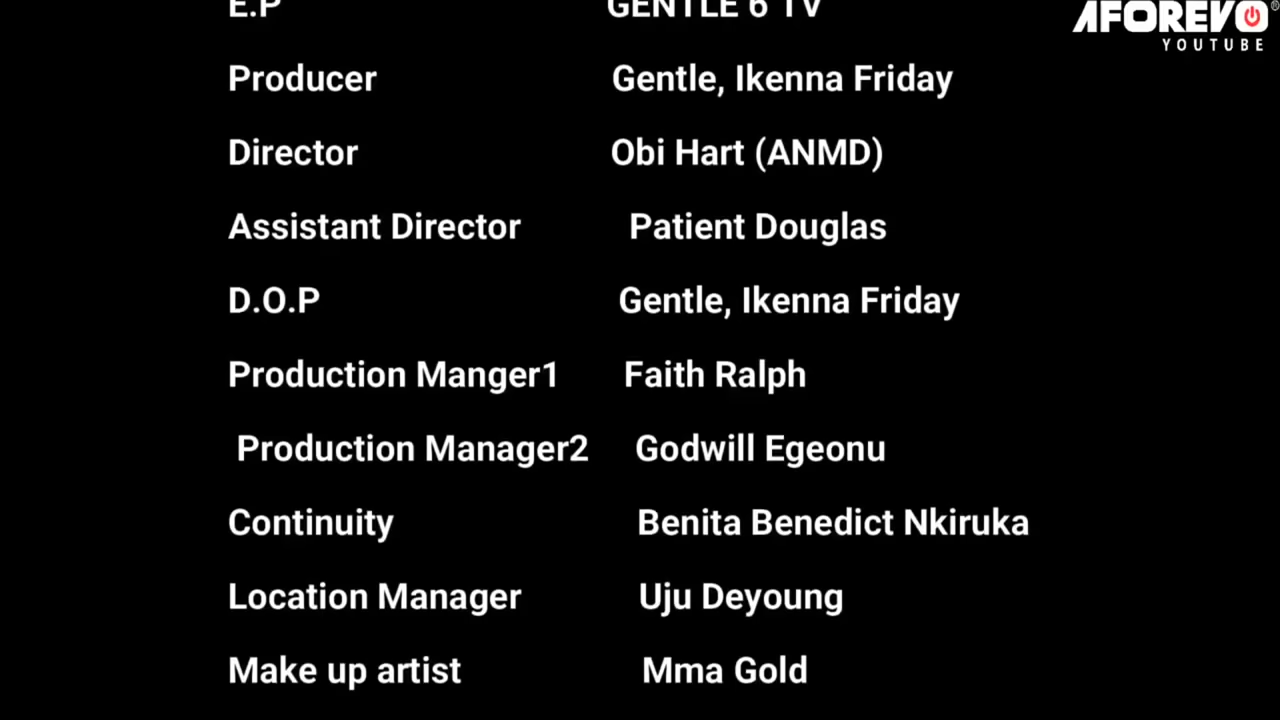 E.P GENTLE 6 TV
AFOREVO®
YOUTUBE
Producer Gentle, Ikenna Friday
Director Obi Hart (ANMD)
Assistant Director Patient Douglas
D.O.P Gentle, Ikenna Friday
Production Manger1 Faith Ralph
Production Manager2 Godwill Egeonu
Continuity Benita Benedict Nkiruka
Location Manager Uju Deyoung
Make up artist Mma Gold